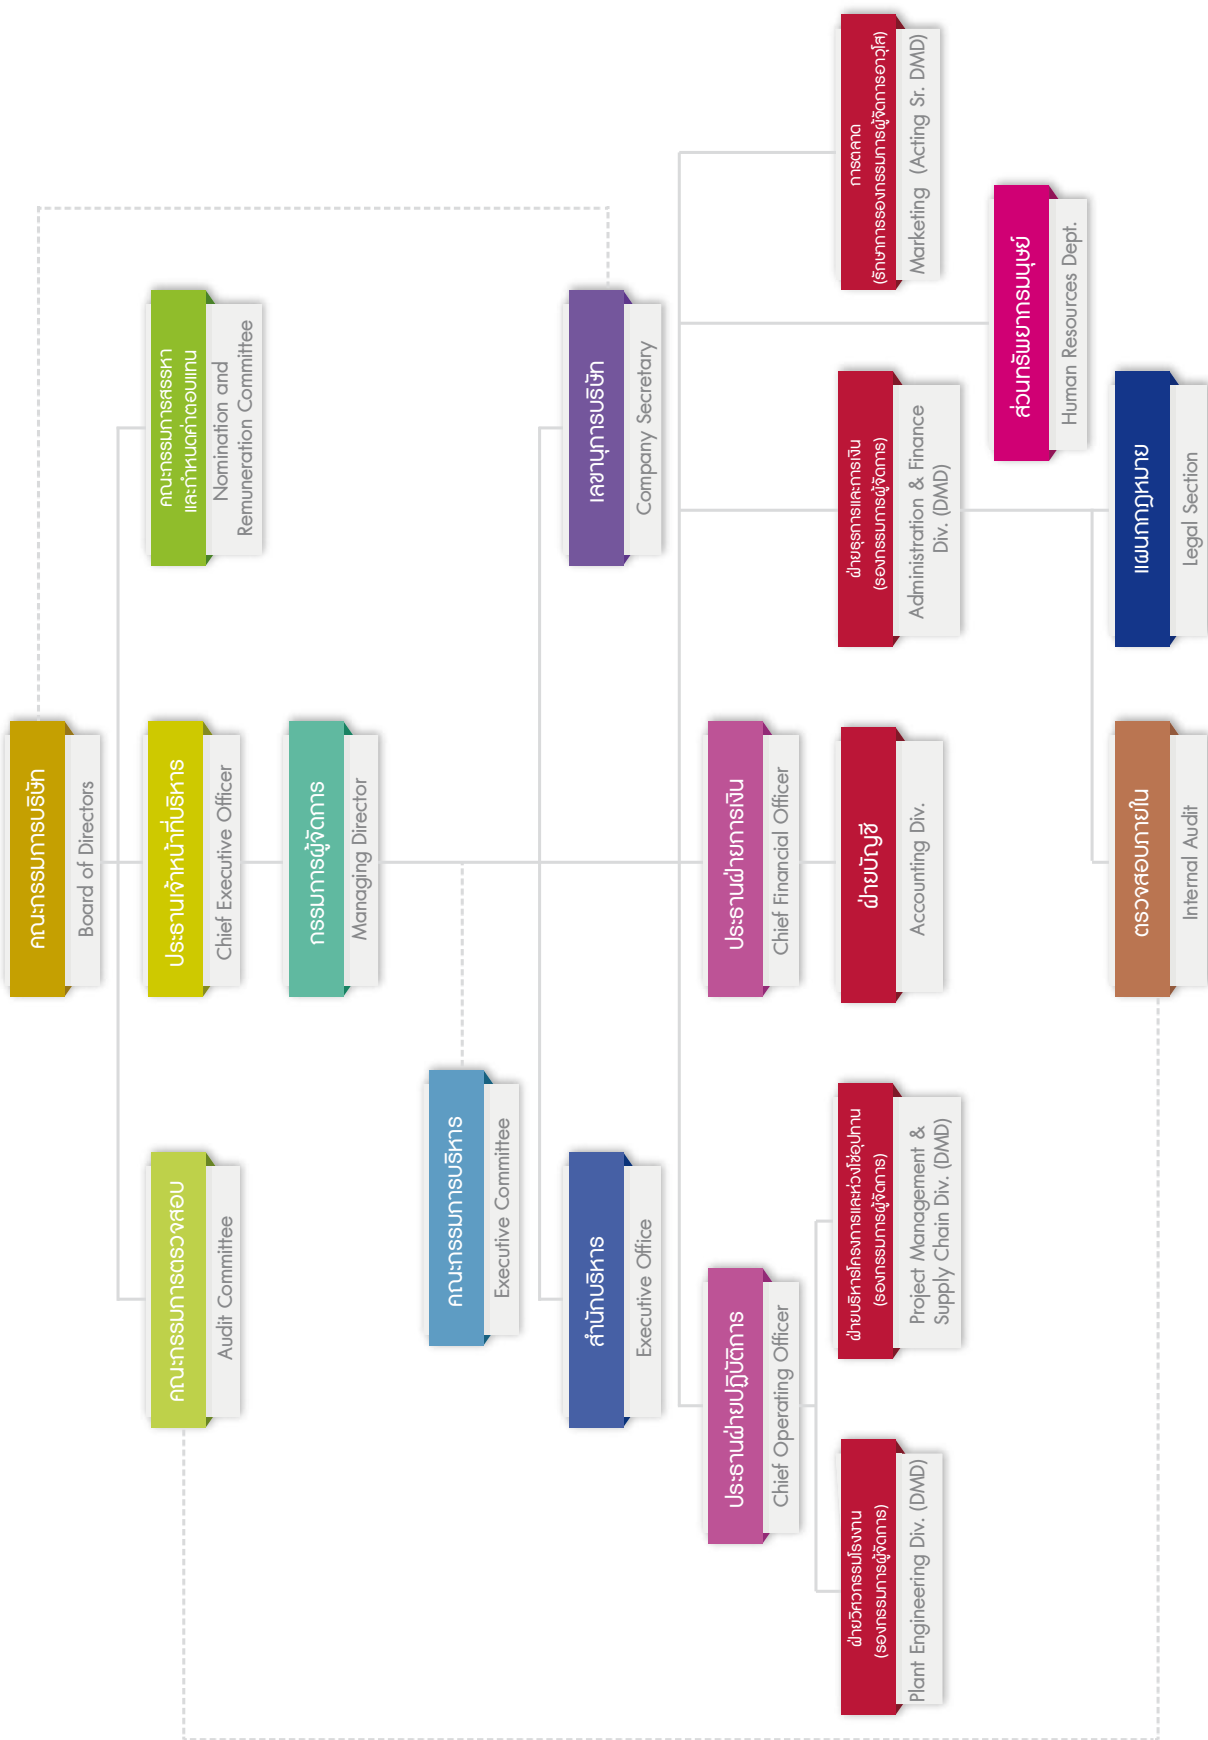 คณะกรรมการบริษัท
Board of Directors
คณะกรรมการตรวจสอบ
Audit Committee
ประธานเจ้าหน้าที่บริหาร
Chief Executive Officer
คณะกรรมการสรรหา
และกำหนดค่าตอบแทน
Nomination and
Remuneration Committee
กรรมการผู้จัดการ
Managing Director
คณะกรรมการบริหาร
Executive Committee
สำนักบริหาร
Executive Office
เลขานุการบริษัท
Company Secretary
ประธานฝ่ายปฏิบัติการ
Chief Operating Officer
ประธานฝ่ายการเงิน
Chief Financial Officer
ฝ่ายวิศวกรรมโรงงาน
(รองกรรมการผู้จัดการ)
Plant Engineering Div. (DMD)
ฝ่ายบริหารโครงการและห่วงโซ่อุปทาน
(รองกรรมการผู้จัดการ)
Project Management &
Supply Chain Div. (DMD)
ฝ่ายบัญชี
Accounting Div.
ฝ่ายธุรการและการเงิน
(รองกรรมการผู้จัดการ)
Administration & Finance
Div. (DMD)
การตลาด
(รักษาการรองกรรมการผู้จัดการอาวุโส)
Marketing (Acting Sr. DMD)
ส่วนทรัพยากรมนุษย์
Human Resources Dept.
ตรวจสอบภายใน
Internal Audit
แผนกกฎหมาย
Legal Section